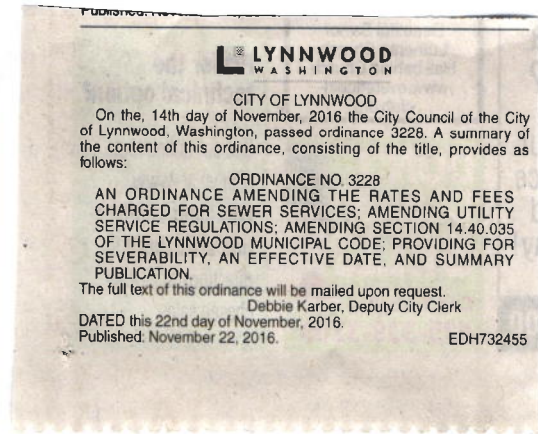 LYNNWOOD
WASHINGTON
CITY OF LYNNWOOD
On the, 14th day of November, 2016 the City Council of the City
of Lynnwood, Washington, passed ordinance 3228. A summary of
the content of this ordinance, consisting of the title, provides as
follows:
ORDINANCE NO. 3228
AN ORDINANCE AMENDING THE RATES AND FEES
CHARGED FOR SEWER SERVICES; AMENDING UTILITY
SERVICE REGULATIONS; AMENDING SECTION 14.40.035
OF THE LYNNWOOD MUNICIPAL CODE; PROVIDING FOR
SEVERABILITY, AN EFFECTIVE DATE, AND SUMMARY
PUBLICATION.
The full text of this ordinance will be mailed upon request.
Debbie Karber, Deputy City Clerk
DATED this 22nd day of November, 2016.
Published: November 22, 2016. EDH732455